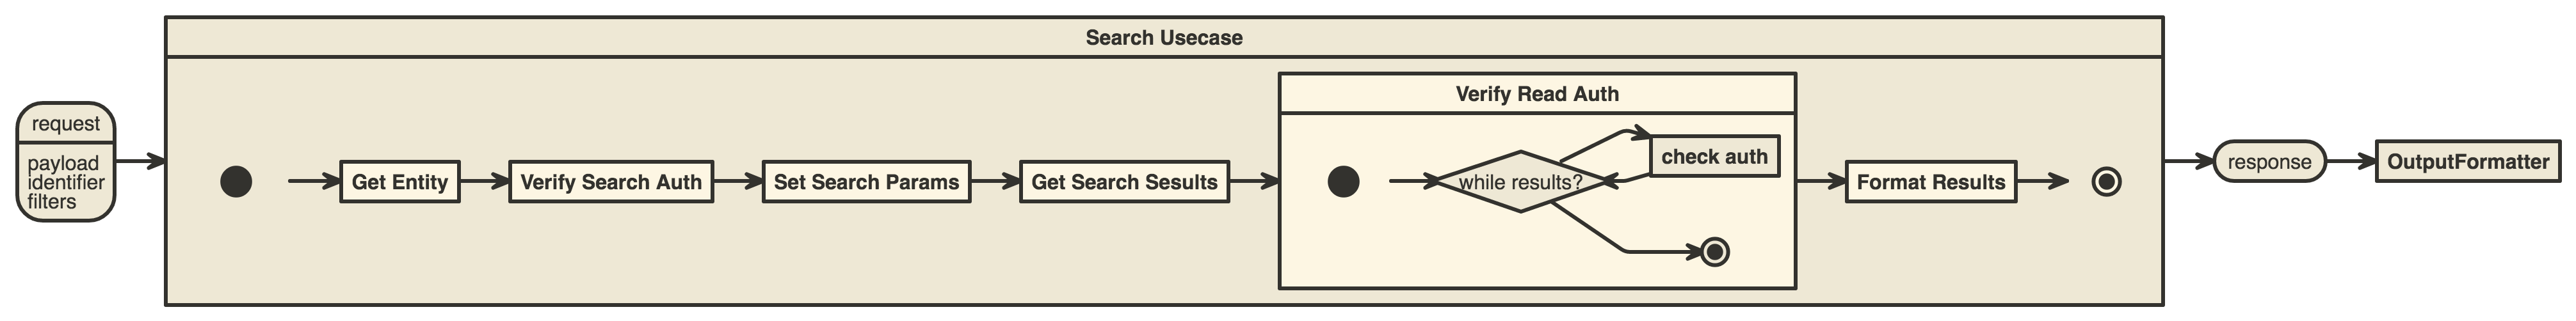 Search Usecase
request
payload
identifier
filters
Get Entity
Verify Search Auth
Set Search Params
Get Search Sesults
Verify Read Auth
while results?
check auth
Format Results
response
OutputFormatter